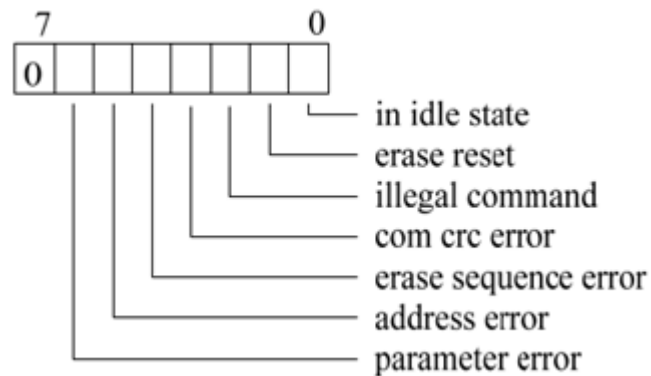 7 0
0
in idle state
erase reset
illegal command
com crc error
erase sequence error
address error
parameter error